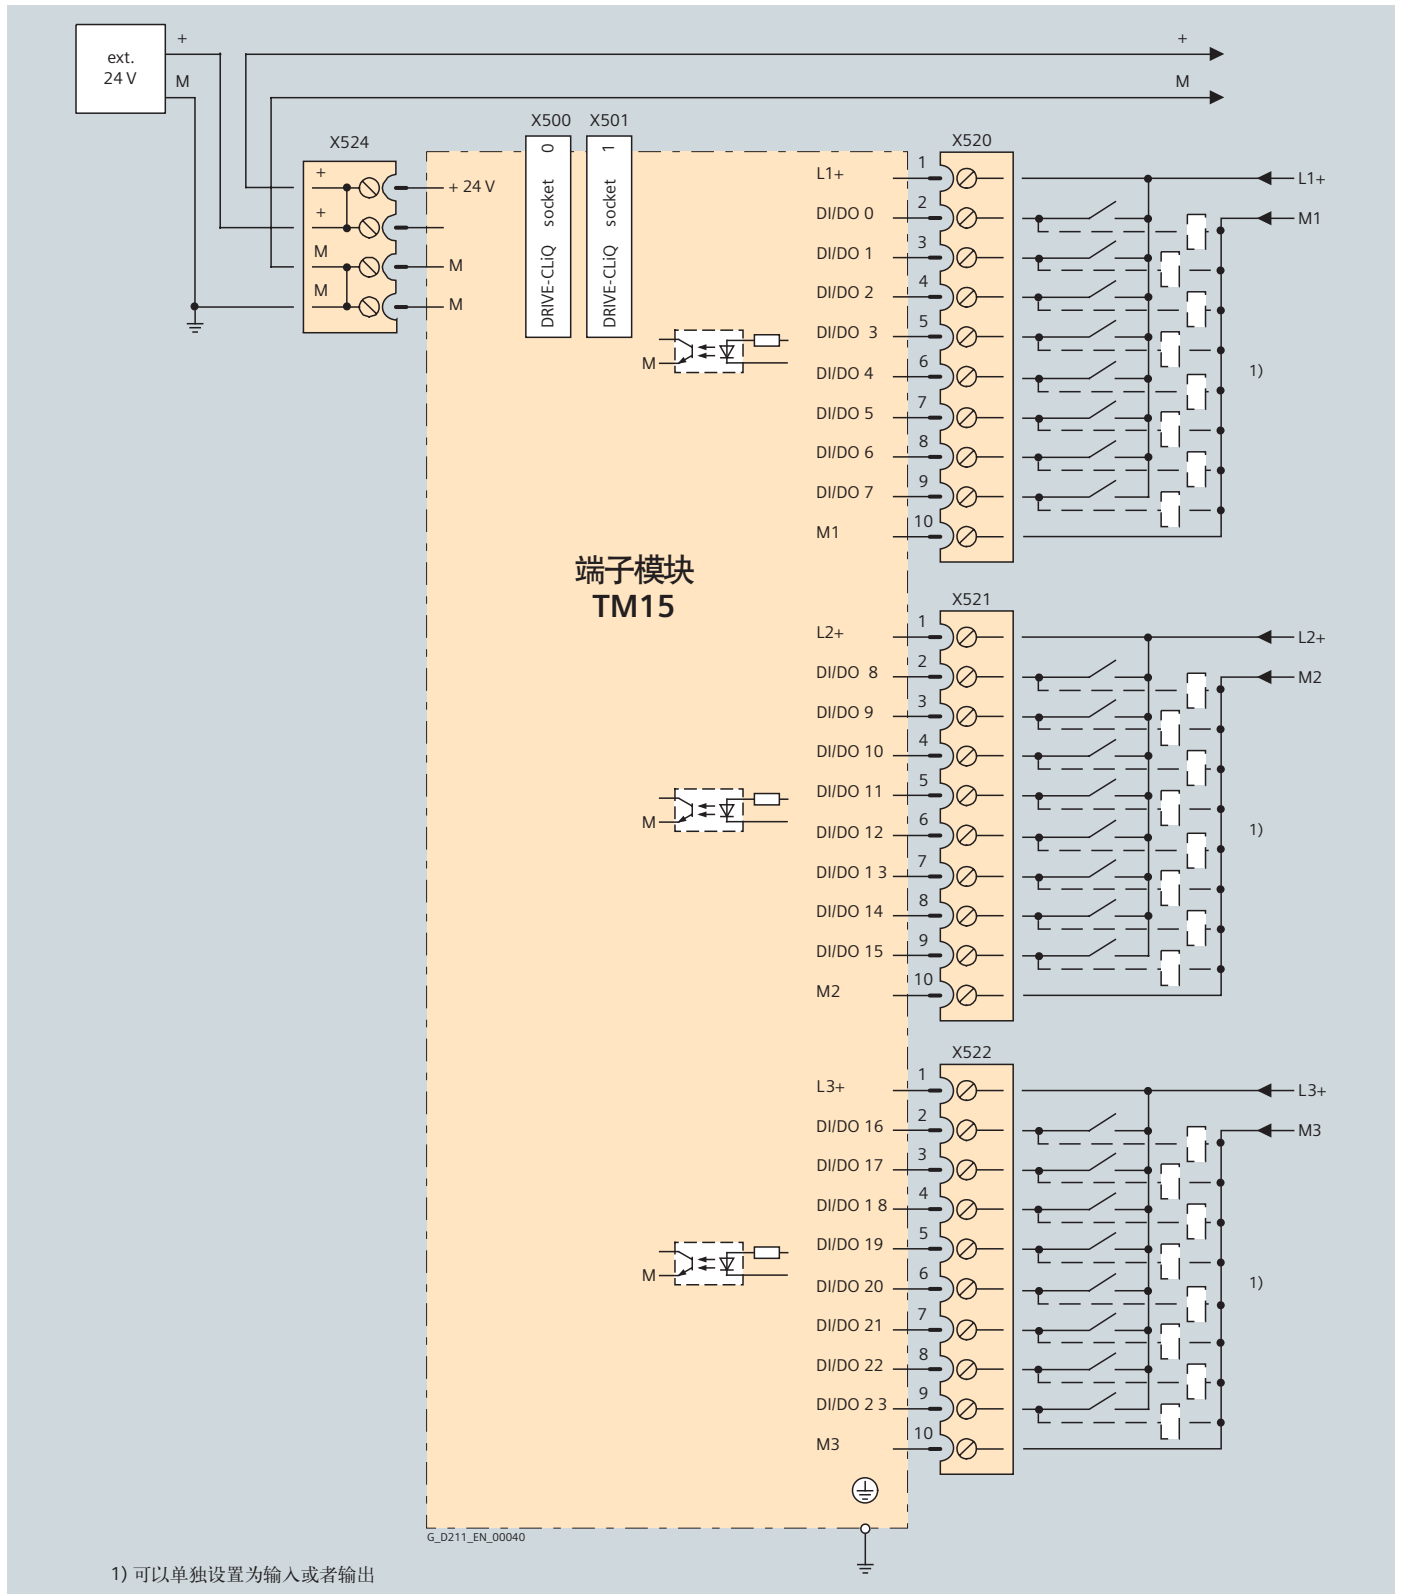 ext.
24 V
+
M
+
M
X524
+
+
M
M
+ 24 V
M
M
X500
X501
DRIVE-CLiQ socket 0
DRIVE-CLiQ socket 1
端子模块
TM15
X520
L1+ 1
DI/DO 0 2
DI/DO 1 3
DI/DO 2 4
DI/DO 3 5
DI/DO 4 6
DI/DO 5 7
DI/DO 6 8
DI/DO 7 9
M1 10
L1+
M1
1)
M
X521
L2+ 1
DI/DO 8 2
DI/DO 9 3
DI/DO 10 4
DI/DO 11 5
DI/DO 12 6
DI/DO 1 3 7
DI/DO 14 8
DI/DO 15 9
M2 10
L2+
M2
1)
M
X522
L3+ 1
DI/DO 16 2
DI/DO 17 3
DI/DO 1 8 4
DI/DO 19 5
DI/DO 20 6
DI/DO 21 7
DI/DO 22 8
DI/DO 2 3 9
M3 10
L3+
M3
1)
M
G_D211_EN_00040
1) 可以单独设置为输入或者输出